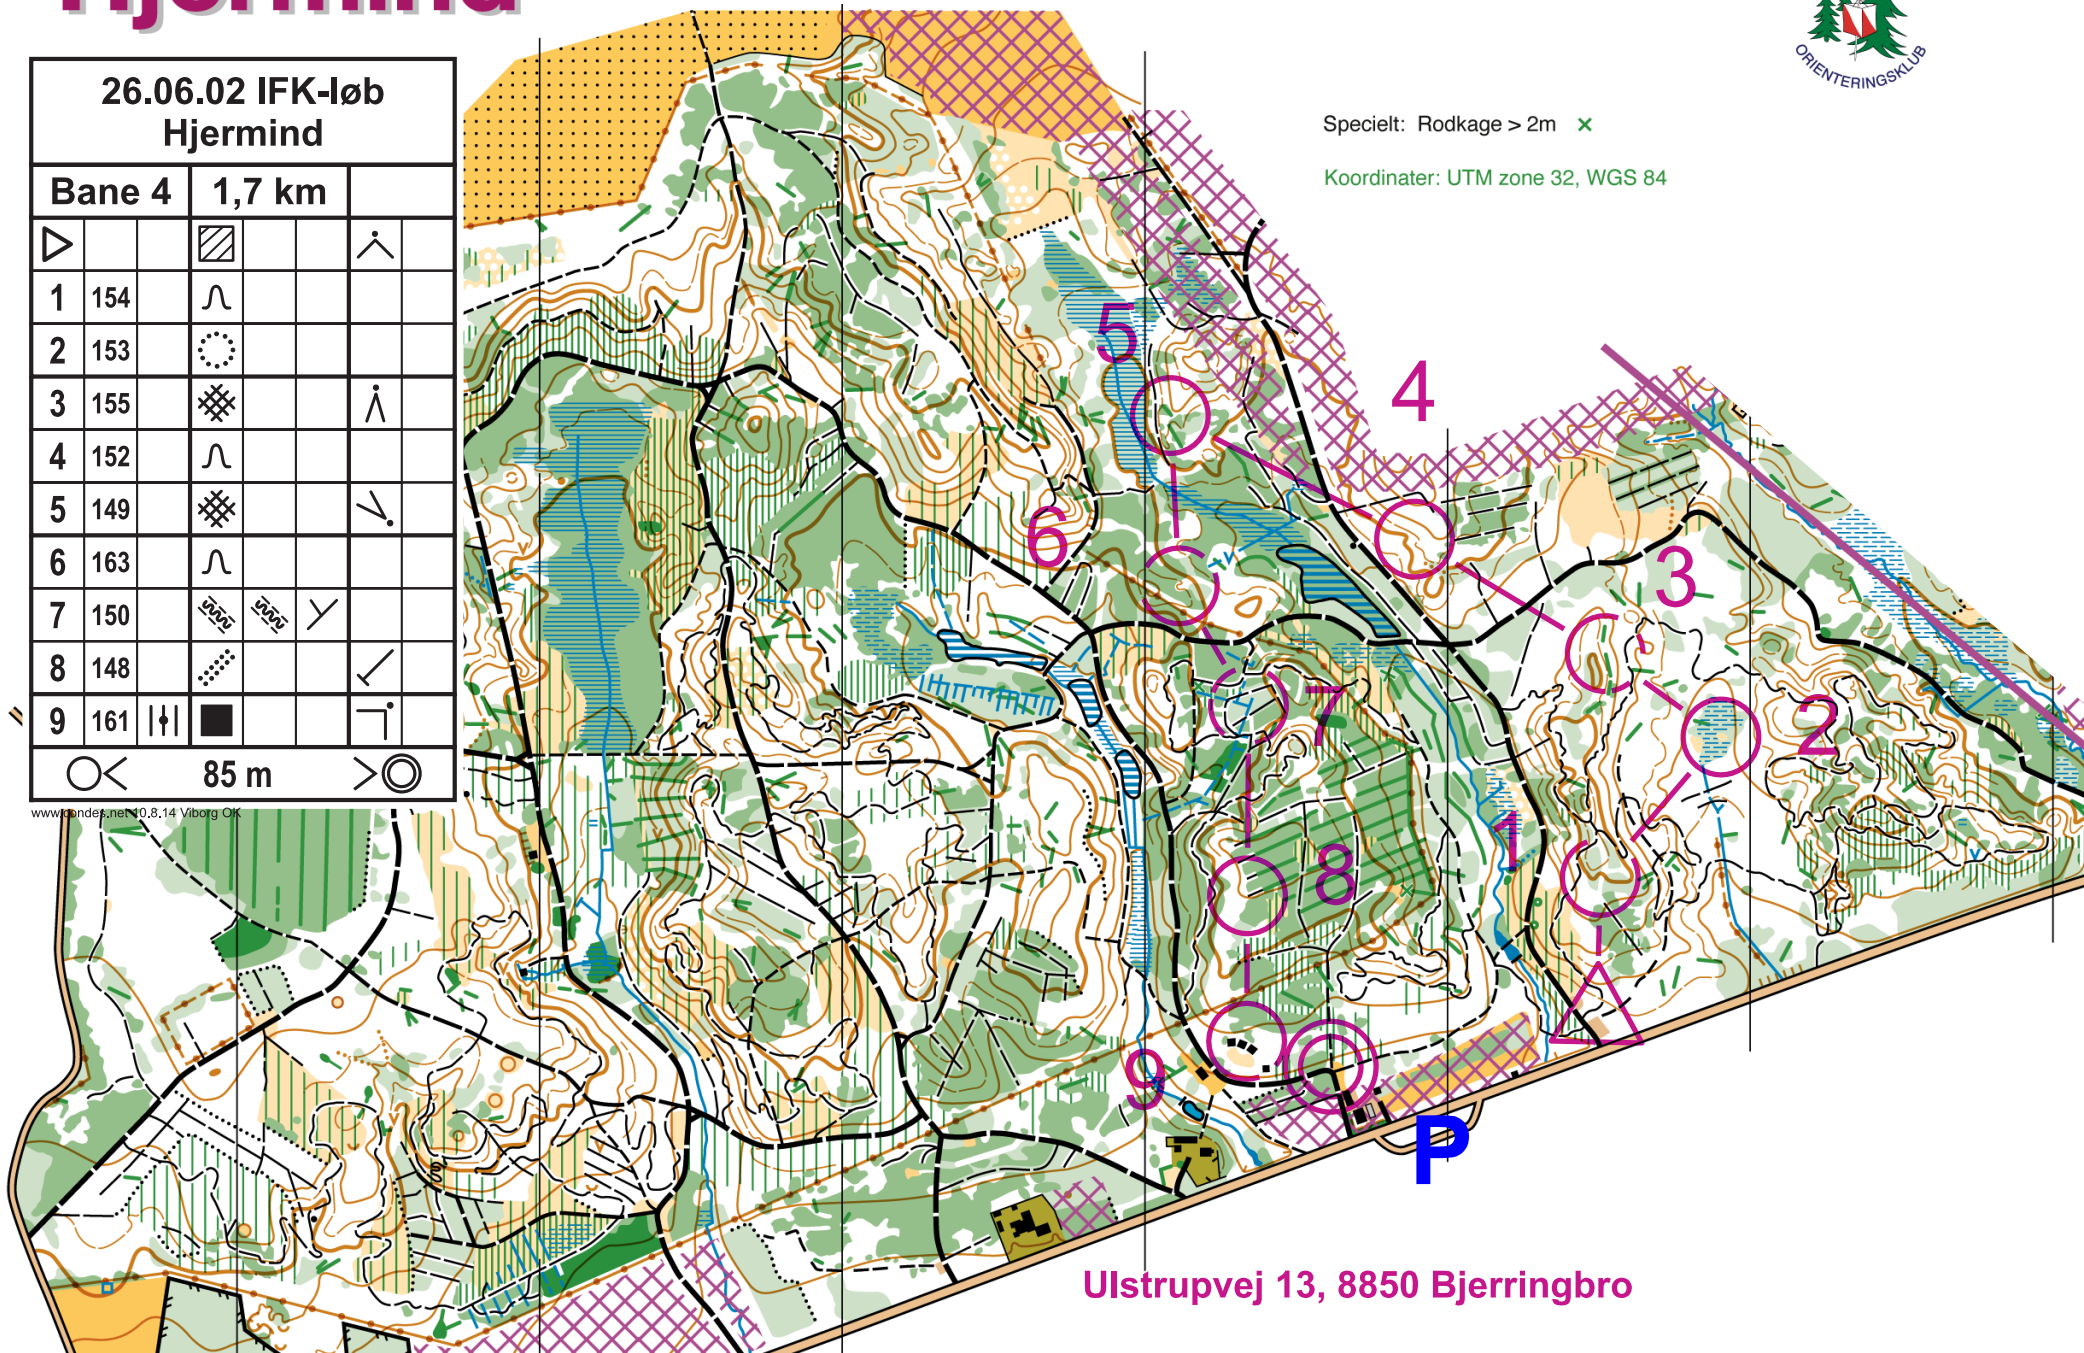 Hjermind
ORIENTERINGSKLUB
26.06.02 IFK-løb
Hjermind
Bane 4 1,7 km
1 154
2 153
3 155
4 152
5 149
6 163
7 150
8 148
9 161
85 m
www.condes.net 10.8.14 Viborg OK
Specielt: Rodkage > 2m ×
Koordinater: UTM zone 32, WGS 84
5
4
6
3
7
2
1
8
9
P
Ulstrupvej 13, 8850 Bjerringbro